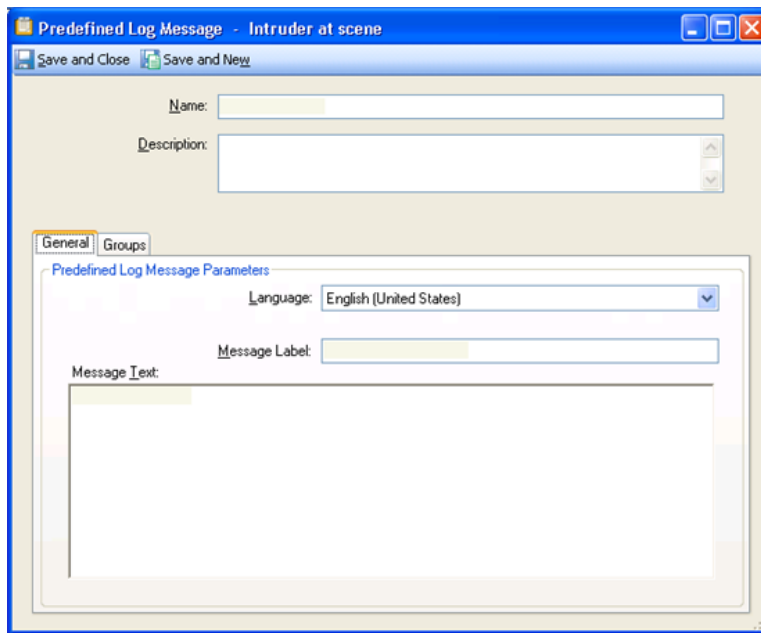 Predefined Log Message - Intruder at scene
Save and Close Save and New
Name:
Description:
General Groups
Predefined Log Message Parameters
Language: English (United States)
Message Label:
Message Text: